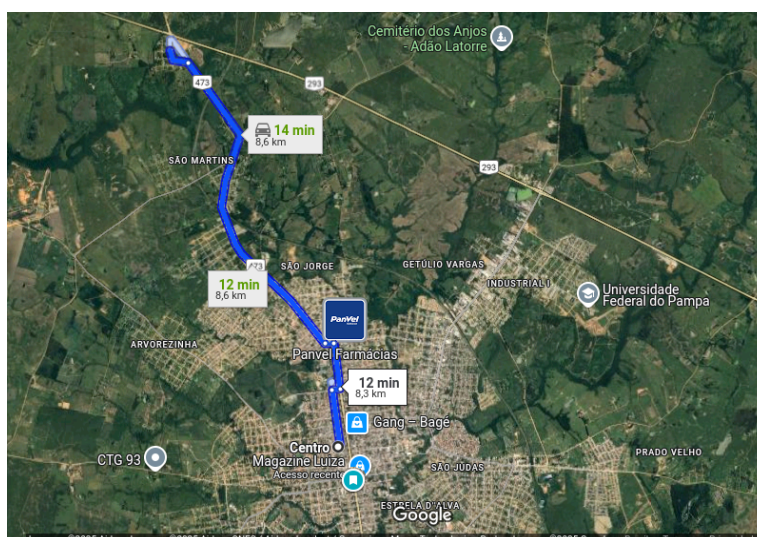 Cemitério dos Anjos
- Adão Latorre
473
293
14 min
8,6 km
SÃO MARTINS
293
473
SÃO JORGE
GETÚLIO VARGAS
12 min
8,6 km
INDUSTRIAL I
Universidade
Federal do Pampa
PanVel
ARVOREZINHA
Panvel Farmácias
12 min
8,3 km
Gang – Bagé
Centro
CTG 93
Magazine Luiza
Acesso recente
SÃO JUDAS
PRADO VELHO
ESTRELA D'ALVA
Google